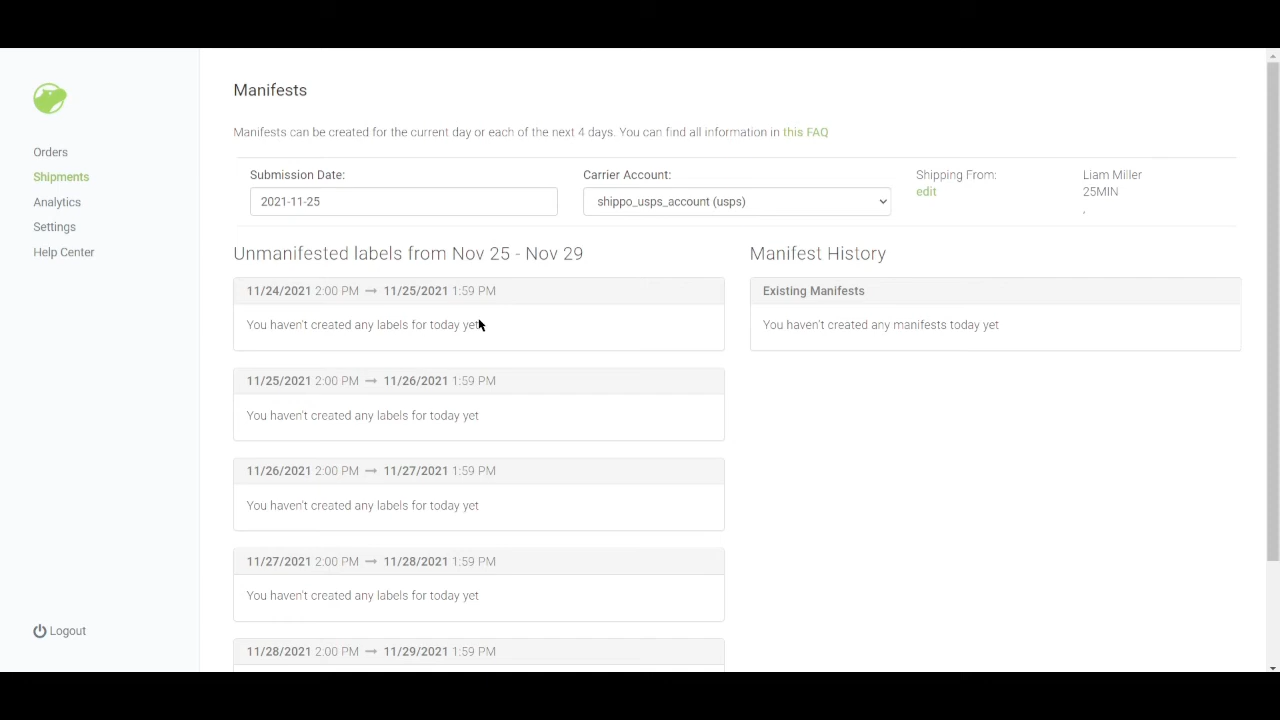 Manifests
Manifests can be created for the current day or each of the next 4 days. You can find all information in this FAQ
Submission Date:
2021-11-25
Carrier Account:
shippo_usps_account (usps)
Shipping From:
edit
Liam Miller
25MIN
,
Orders
Shipments
Analytics
Settings
Help Center
Logout
Unmanifested labels from Nov 25 - Nov 29
11/24/2021 2:00 PM → 11/25/2021 1:59 PM
You haven't created any labels for today yet
11/25/2021 2:00 PM → 11/26/2021 1:59 PM
You haven't created any labels for today yet
11/26/2021 2:00 PM → 11/27/2021 1:59 PM
You haven't created any labels for today yet
11/27/2021 2:00 PM → 11/28/2021 1:59 PM
You haven't created any labels for today yet
11/28/2021 2:00 PM → 11/29/2021 1:59 PM
Manifest History
Existing Manifests
You haven't created any manifests today yet